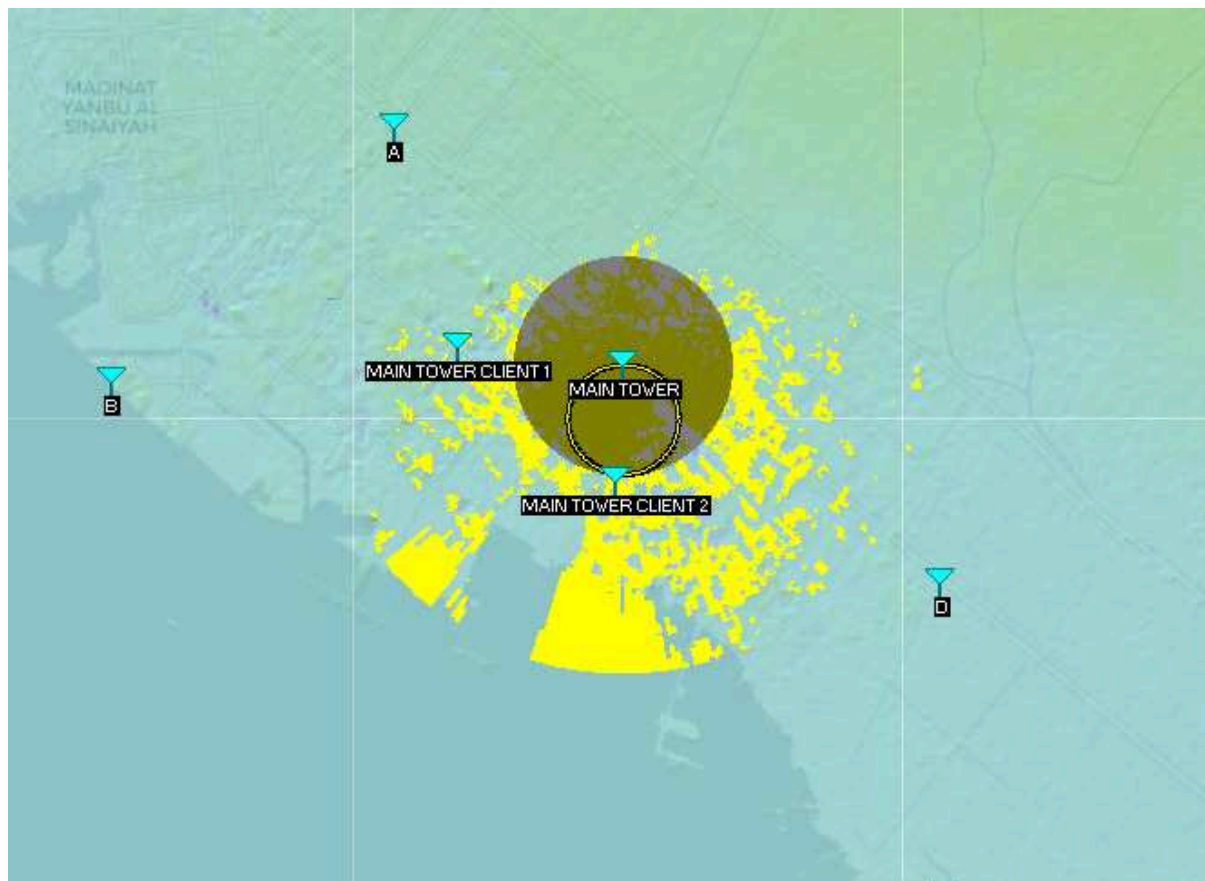 MADINAT
YANBU AL
SINAIYAH
A
MAIN TOWER CLIENT 1
MAIN TOWER
B
MAIN TOWER CLIENT 2
D